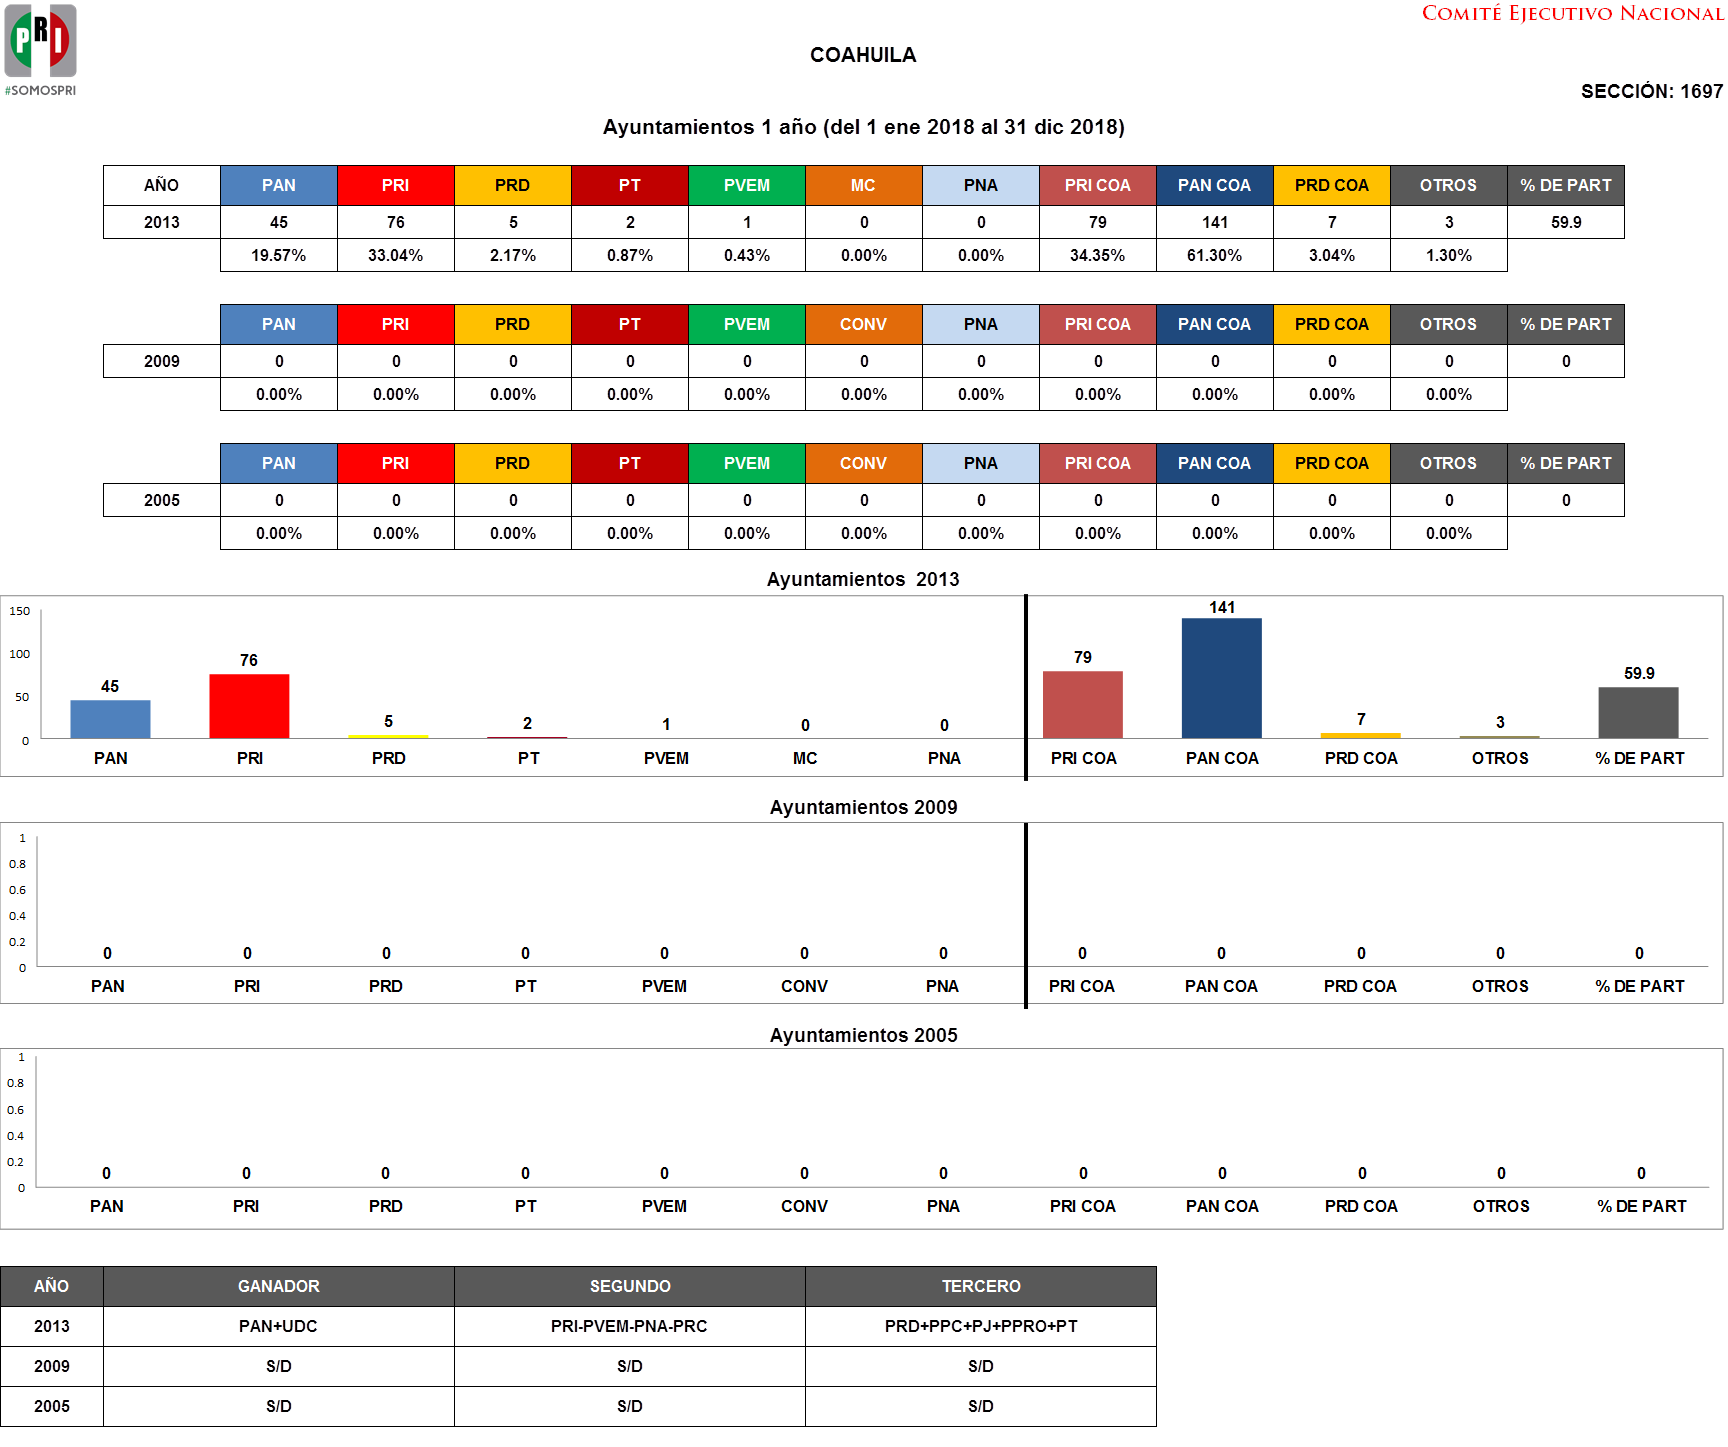 PRI
#SOMOSPRI
COMITÉ EJECUTIVO NACIONAL
COAHUILA
SECCIÓN: 1697
Ayuntamientos 1 año (del 1 ene 2018 al 31 dic 2018)
AÑO PAN PRI PRD PT PVEM MC PNA PRI COA PAN COA PRD COA OTROS % DE PART
2013 45 76 5 2 1 0 0 79 141 7 3 59.9
19.57% 33.04% 2.17% 0.87% 0.43% 0.00% 0.00% 34.35% 61.30% 3.04% 1.30%
PAN PRI PRD PT PVEM CONV PNA PRI COA PAN COA PRD COA OTROS % DE PART
2009 0 0 0 0 0 0 0 0 0 0 0 0
0.00% 0.00% 0.00% 0.00% 0.00% 0.00% 0.00% 0.00% 0.00% 0.00% 0.00%
PAN PRI PRD PT PVEM CONV PNA PRI COA PAN COA PRD COA OTROS % DE PART
2005 0 0 0 0 0 0 0 0 0 0 0 0
0.00% 0.00% 0.00% 0.00% 0.00% 0.00% 0.00% 0.00% 0.00% 0.00% 0.00%
Ayuntamientos 2013
150
100
50
0
45 76 5 2 1 0 0 79 141 7 3 59.9
PAN PRI PRD PT PVEM MC PNA PRI COA PAN COA PRD COA OTROS % DE PART
Ayuntamientos 2009
1
0.8
0.6
0.4
0.2
0
0 0 0 0 0 0 0 0 0 0 0 0
PAN PRI PRD PT PVEM CONV PNA PRI COA PAN COA PRD COA OTROS % DE PART
Ayuntamientos 2005
1
0.8
0.6
0.4
0.2
0
0 0 0 0 0 0 0 0 0 0 0 0
PAN PRI PRD PT PVEM CONV PNA PRI COA PAN COA PRD COA OTROS % DE PART
AÑO GANADOR SEGUNDO TERCERO
2013 PAN+UDC PRI-PVEM-PNA-PRC PRD+PPC+PJ+PPRO+PT
2009 S/D S/D S/D
2005 S/D S/D S/D